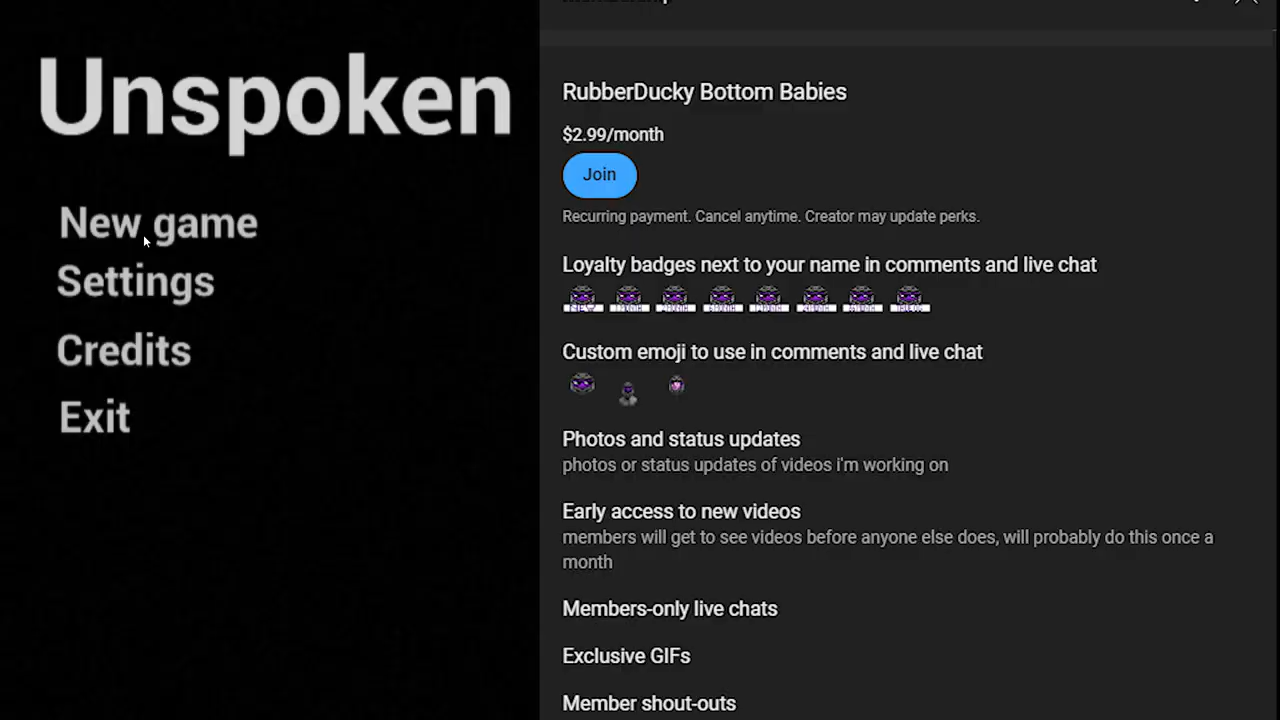 Unspoken
New game
Settings
Credits
Exit
RubberDucky Bottom Babies
$2.99/month
Join
Recurring payment. Cancel anytime. Creator may update perks.
Loyalty badges next to your name in comments and live chat
Custom emoji to use in comments and live chat
Photos and status updates
photos or status updates of videos i'm working on
Early access to new videos
members will get to see videos before anyone else does, will probably do this once a
month
Members-only live chats
Exclusive GIFs
Member shout-outs